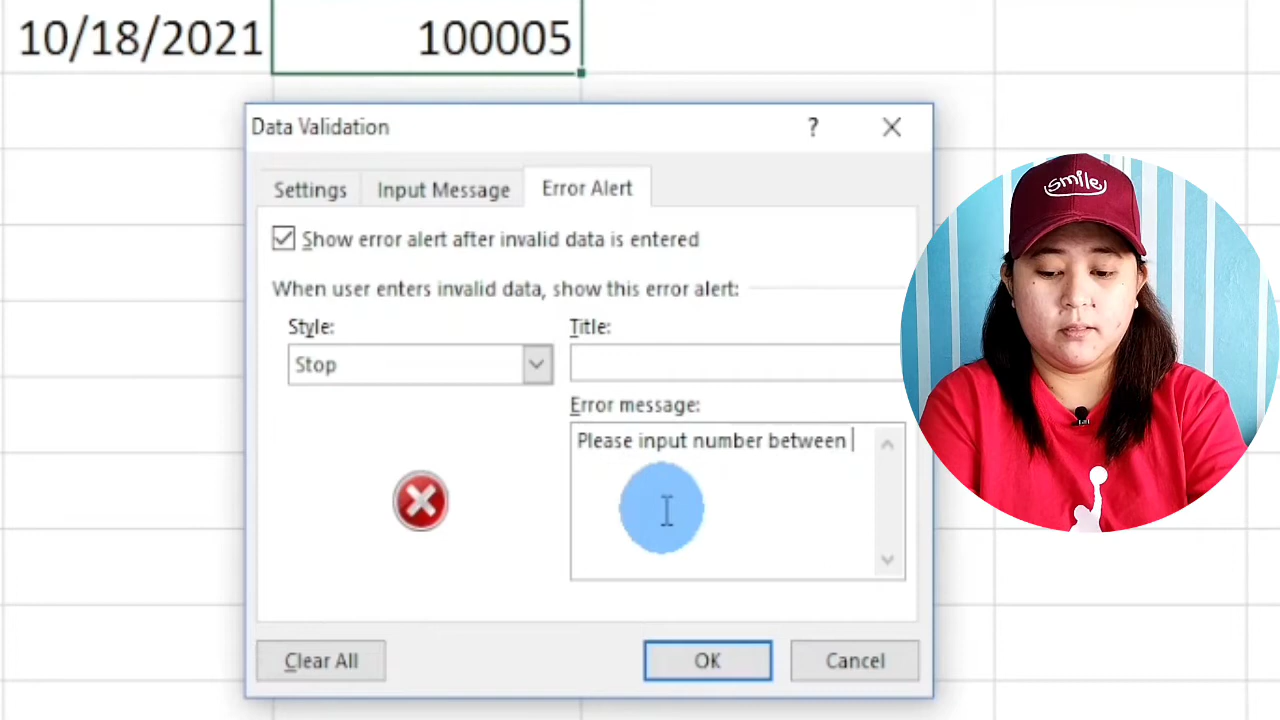 10/18/2021 100005
Data Validation ?
Settings Input Message Error Alert
Show error alert after invalid data is entered
When user enters invalid data, show this error alert:
Style: Title:
Stop
Error message:
Please input number between
Clear All OK Cancel
smile